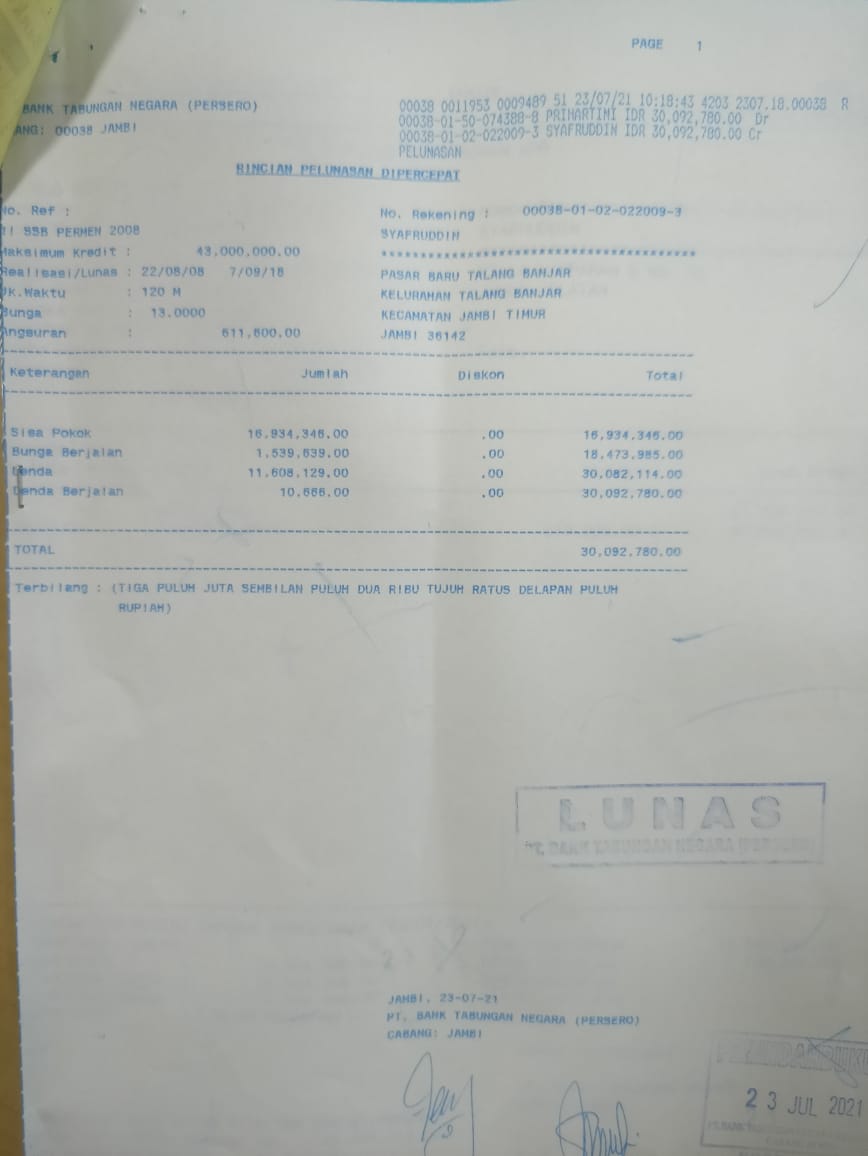 PAGE 1
BANK TABUNGAN NEGARA (PERSERO)
ANG: 00038 JAMBI
00038 0011953 0009489 51 23/07/21 10:18:43 4203 2307.18.00038 R
00038-01-50-074388-8 PRIHARTINI IDR 30,092,780.00 Dr
00038-01-02-022009-3 SYAFRUDDIN IDR 30,092,780.00 Cr
PELUNASAN
RINCIAN PELUNASAN DIPERCEPAT
No. Ref :
SSB PERMEN 2008
Maksimum Kredit : 43,000,000.00
Realisasi/Lunas : 22/08/08 7/09/18
Jk.Waktu : 120 M
Bunga : 13.0000
Angsuran : 611,600.00
No. Rekening : 00038-01-02-022009-3
SYAFRUDDIN
****************************************
PASAR BARU TALANG BANJAR
KELURAHAN TALANG BANJAR
KECAMATAN JAMBI TIMUR
JAMBI 36142
Keterangan Jumlah Diskon Total
Sisa Pokok 16,934,346.00 .00 16,934,346.00
Bunga Berjalan 1,539,639.00 .00 18,473,985.00
Denda 11,608,129.00 .00 30,082,114.00
Denda Berjalan 10,666.00 .00 30,092,780.00
TOTAL 30,092,780.00
Terbilang : (TIGA PULUH JUTA SEMBILAN PULUH DUA RIBU TUJUH RATUS DELAPAN PULUH
RUPIAH)
LUNAS
PT. BANK TABUNGAN NEGARA (PERSERO)
JAMBI, 23-07-21
PT. BANK TABUNGAN NEGARA (PERSERO)
CABANG: JAMBI
23 JUL 2021